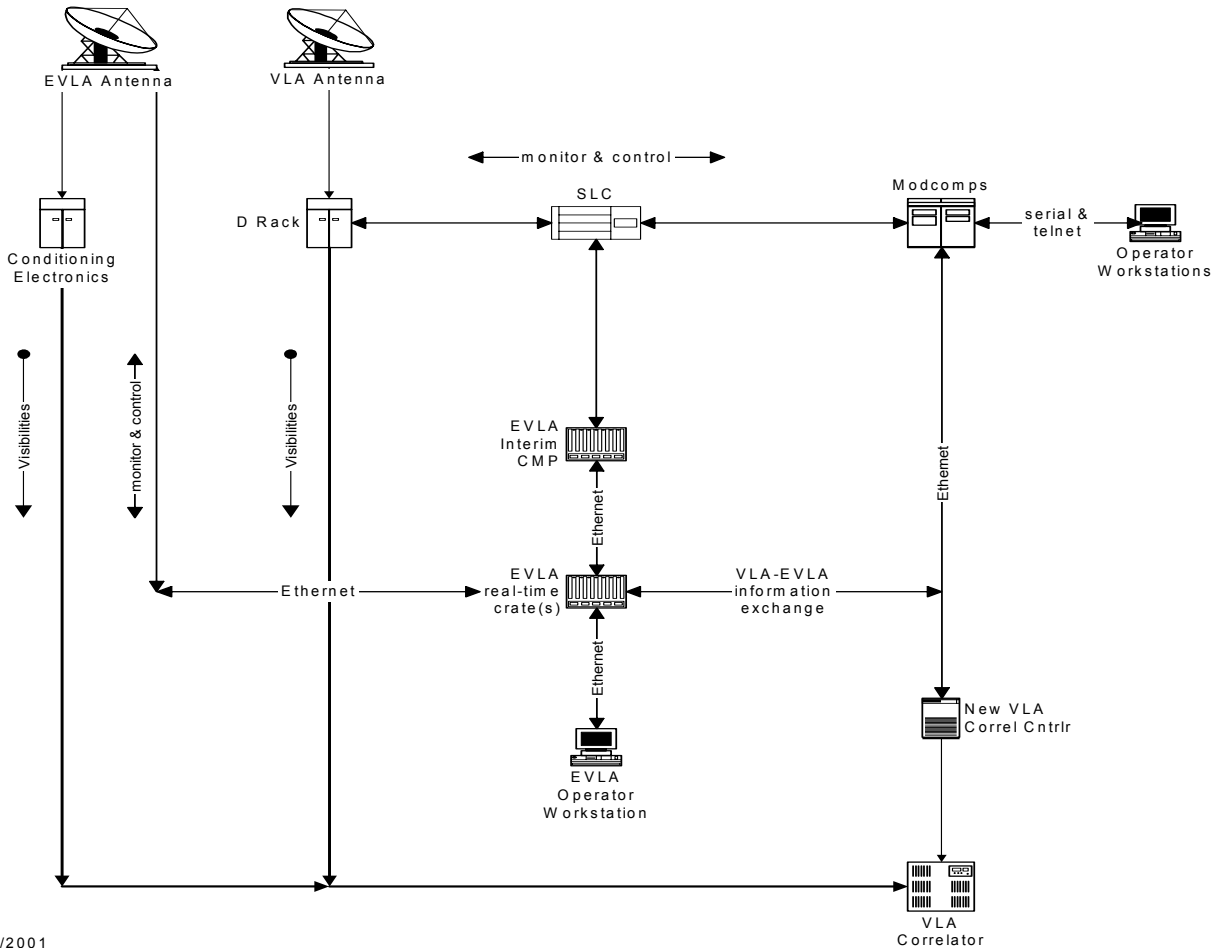 EVLA Antenna
VLA Antenna
monitor & control
SLC
Modcomps
D Rack
serial &
telnet
Operator
Workstations
Conditioning
Electronics
Visibilities
monitor & control
Visibilities
EVLA
Interim
CMP
Ethernet
Ethernet
Ethernet
EVLA
real-time
crate(s)
VLA-EVLA
information
exchange
Ethernet
New VLA
Correl Cntrlr
EVLA
Operator
Workstation
VLA
Correlator
/2001